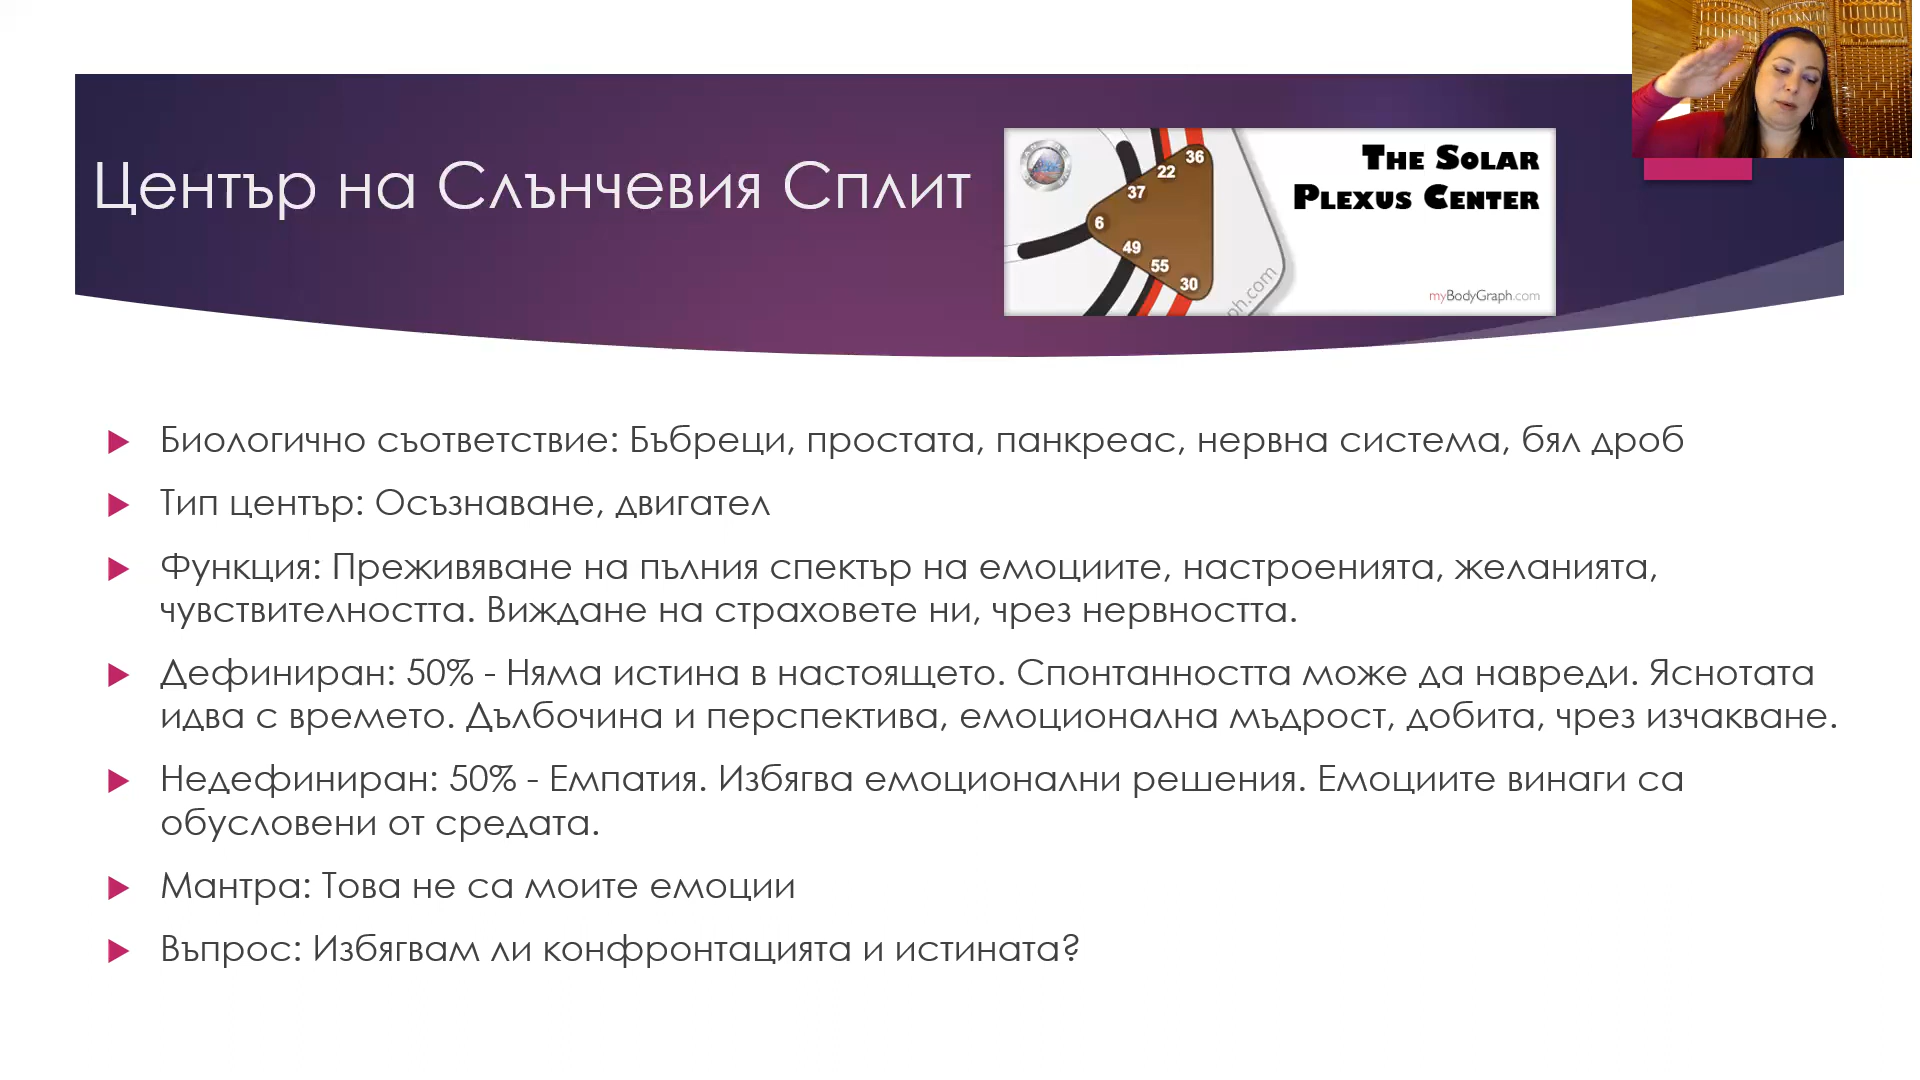 Център на Слънчевия Сплит
THE SOLAR
PLEXUS CENTER
36
22
37
6
49
55
30
ph.com
myBodyGraph.com
Биологично съответствие: Бъбреци, простата, панкреас, нервна система, бял дроб
Тип център: Осъзнаване, двигател
Функция: Преживяване на пълния спектър на емоциите, настроенията, желанията,
чувствителността. Виждане на страховете ни, чрез нервността.
Дефиниран: 50% - Няма истина в настоящето. Спонтанността може да навреди. Яснотата
идва с времето. Дълбочина и перспектива, емоционална мъдрост, добита, чрез изчакване.
Недефиниран: 50% - Емпатия. Избягва емоционални решения. Емоциите винаги са
обусловени от средата.
Мантра: Това не са моите емоции
Въпрос: Избягвам ли конфронтацията и истината?